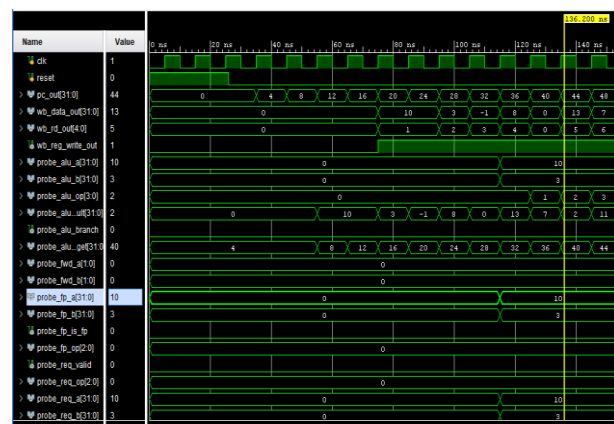 136.200 ns
Name Value 0 ns 20 ns 40 ns 60 ns 80 ns 100 ns 120 ns 140 ns
clk 1
reset 0
pc_out[31:0] 44 0 4 8 12 16 20 24 28 32 36 40 44 48
wb_data_out[31:0] 13 0 10 3 -1 8 0 13 7
wb_rd_out[4:0] 5 0 1 2 3 4 0 5 6
wb_reg_write_out 1
probe_alu_a[31:0] 10 0 10
probe_alu_b[31:0] 3 0 3
probe_alu_op[3:0] 2 0 1 2 3
probe_alu...ult[31:0] 2 0 10 3 -1 8 0 13 7 2 11
probe_alu_branch 0
probe_alu...get[31:0 40 4 8 12 16 20 24 28 32 36 40 44
probe_fwd_a[1:0] 0 0
probe_fwd_b[1:0] 0 0
probe_fp_a[31:0] 10 0 10
probe_fp_b[31:0] 3 0 3
probe_fp_is_fp 0
probe_fp_op[2:0] 0 0
probe_req_valid 0
probe_req_op[2:0] 0 0
probe_req_a[31:0] 10 0 10
probe_req_b[31:0] 3 0 3